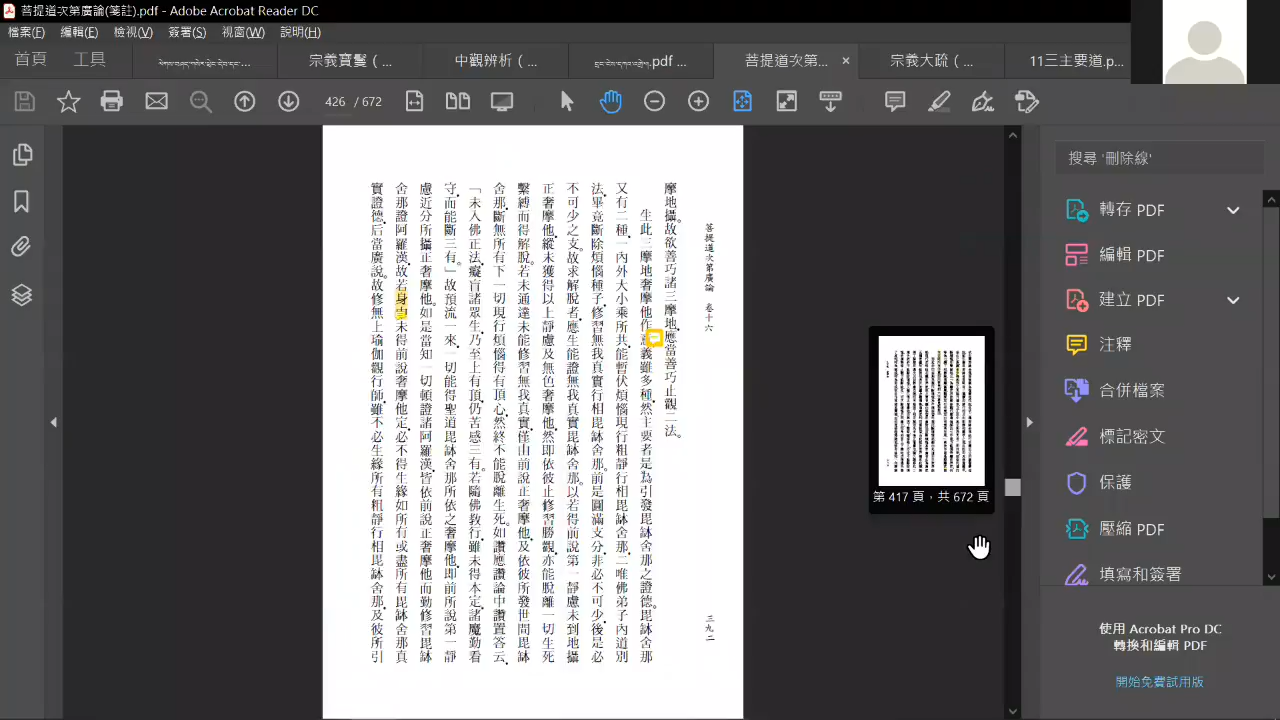 菩提道次第廣論(箋註).pdf - Adobe Acrobat Reader DC
檔案(F) 編輯(E) 檢視(V) 簽署(S) 視窗(W) 說明(H)
首頁 工具 宗義寶鬘 (... 中觀辨析 (... .pdf ... 菩提道次第... × 宗義大疏 (... 11三主要道.p...
426 / 672
菩提道次第廣論 卷十六
三九二
摩地攝。故欲善巧諸三摩地，應當善巧止觀二法。
生此三摩地奢摩他作意義雖多種，然主要者是為引發毘缽舍那之證德。毘缽舍那
又有二種，一內外大小乘所共，能暫伏煩惱現行粗靜行相毘缽舍那，二唯佛弟子內道別
法，畢竟斷除煩惱種子，修習無我真實行相毘缽舍那。前是圓滿支分非必不可少，後是必
不可少之支。故求解脫者，應生能證無我真實毘缽舍那。以若得前說第一靜慮未到地攝
正奢摩他，縱未獲得以上靜慮及無色奢摩他，然即依彼止修習勝觀，亦能脫離一切生死
繫縛而得解脫。若未通達未能修習無我真實，僅由前說正奢摩他，及依彼所發世間毘缽
舍那，斷無所有下一切現行煩惱得有頂心，然終不能脫離生死。如讚應讚論中讚置答云，
「未入佛正法，癡盲諸眾生，乃至上有頂，仍苦感三有。若隨佛教行，雖未得本定，諸魔勤看
守，而能斷三有。」故預流一來，一切能得聖道毘缽舍那所依之奢摩他，即前所說第一靜
慮近分所攝正奢摩他。如是當知一切頓證諸阿羅漢，皆依前說正奢摩他而勤修習毘缽
舍那證阿羅漢。故若身中未得前說奢摩他定，必不得生緣如所有或盡所有毘缽舍那真
實證德，后當廣說。故修無上瑜伽觀行師，雖不必緣所有粗靜行相毘缽舍那，及彼所引
第 417 頁，共 672 頁
搜尋 '刪除線'
轉存 PDF
編輯 PDF
建立 PDF
注釋
合併檔案
標記密文
保護
壓縮 PDF
填寫和簽署
使用 Acrobat Pro DC
轉換和編輯 PDF
開始免費試用版